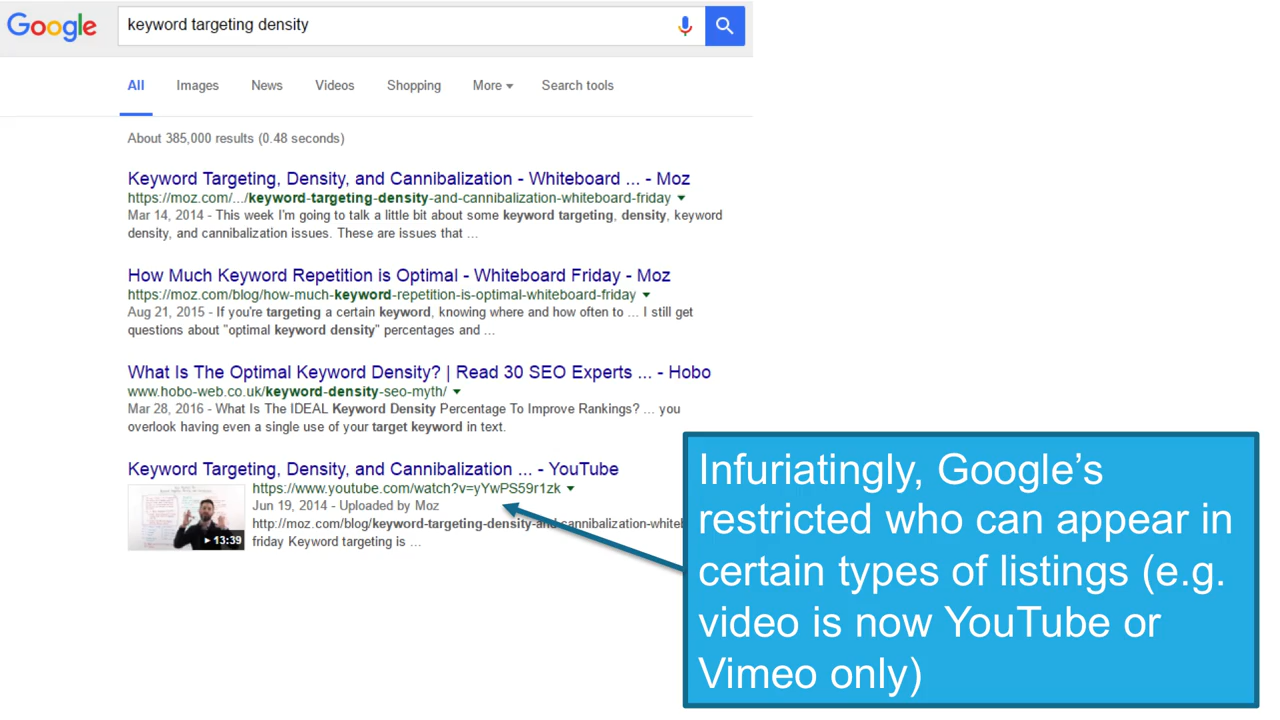 Google
keyword targeting density
All Images News Videos Shopping More Search tools
About 385,000 results (0.48 seconds)
Keyword Targeting, Density, and Cannibalization - Whiteboard ... - Moz
https://moz.com/.../keyword-targeting-density-and-cannibalization-whiteboard-friday
Mar 14, 2014 - This week I'm going to talk a little bit about some keyword targeting, density, keyword
density, and cannibalization issues. These are issues that ...
How Much Keyword Repetition is Optimal - Whiteboard Friday - Moz
https://moz.com/blog/how-much-keyword-repetition-is-optimal-whiteboard-friday
Aug 21, 2015 - If you're targeting a certain keyword, knowing where and how often to ... I still get
questions about "optimal keyword density" percentages and ...
What Is The Optimal Keyword Density? | Read 30 SEO Experts ... - Hobo
www.hobo-web.co.uk/keyword-density-seo-myth/
Mar 28, 2016 - What Is The IDEAL Keyword Density Percentage To Improve Rankings? ... you
overlook having even a single use of your target keyword in text.
Keyword Targeting, Density, and Cannibalization ... - YouTube
https://www.youtube.com/watch?v=yYwPS59r1zk
Jun 19, 2014 - Uploaded by Moz
http://moz.com/blog/keyword-targeting-density-and-cannibalization-whiteb
13:39
friday Keyword targeting is ...
Infuriatingly, Google’s
restricted who can appear in
certain types of listings (e.g.
video is now YouTube or
Vimeo only)